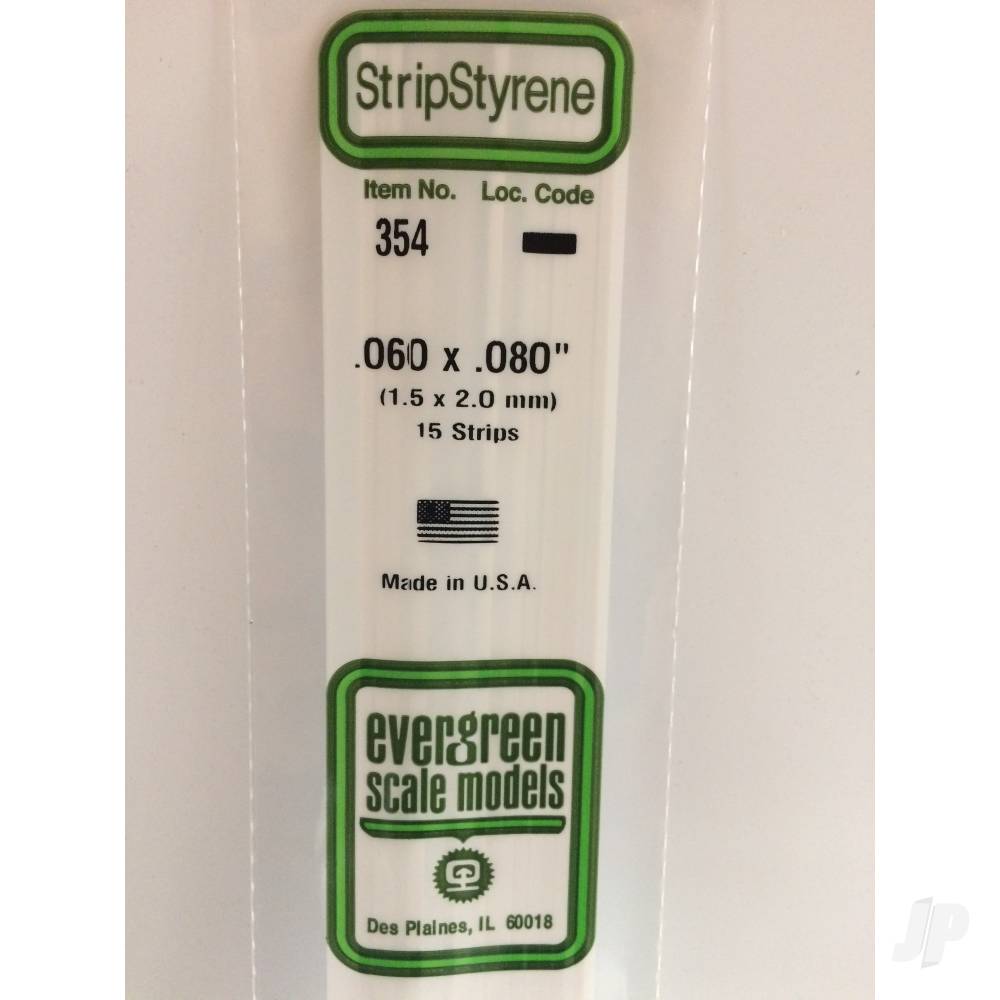 StripStyrene
Item No. Loc. Code
354
.060 x .080"
(1.5 x 2.0 mm)
15 Strips
Made in U.S.A.
evergreen
scale models
Des Plaines, IL 60018
JP